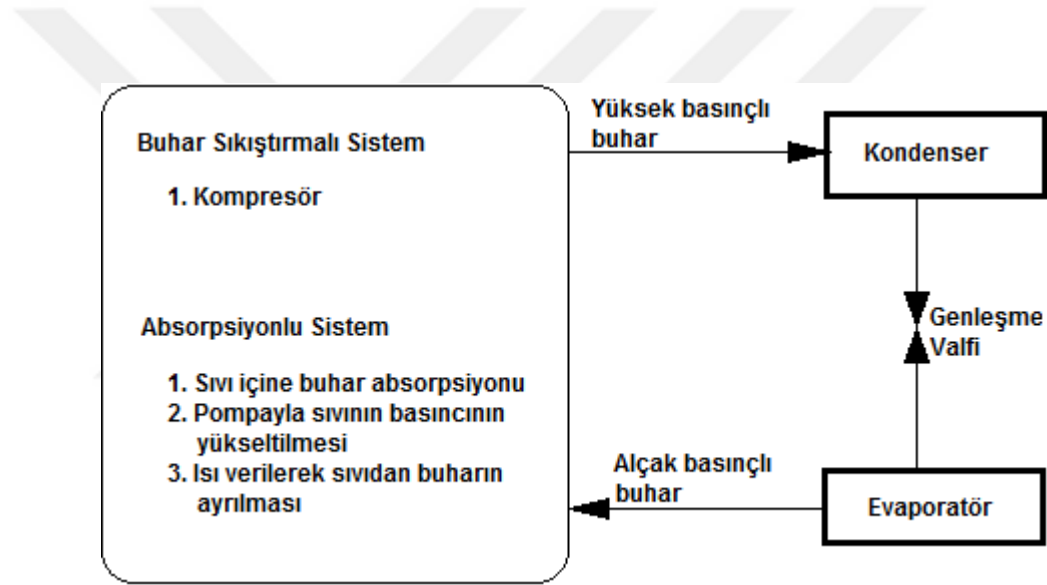 Buhar Sıkıştırmalı Sistem
1. Kompresör
Absorpsiyonlu Sistem
1. Sıvı içine buhar absorpsiyonu
2. Pompayla sıvının basıncının
yükseltilmesi
3. Isı verilerek sıvıdan buharın
ayrılması
Yüksek basınçlı
buhar
Kondenser
Genleşme
Valfi
Alçak basınçlı
buhar
Evaporatör